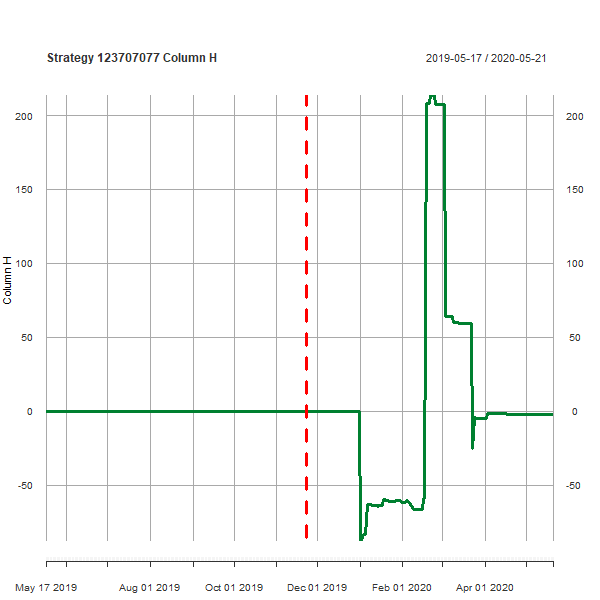 Strategy 123707077 Column H
2019-05-17 / 2020-05-21
200
200
150
150
100
100
50
50
0
0
-50
-50
Column H
May 17 2019
Aug 01 2019
Oct 01 2019
Dec 01 2019
Feb 01 2020
Apr 01 2020